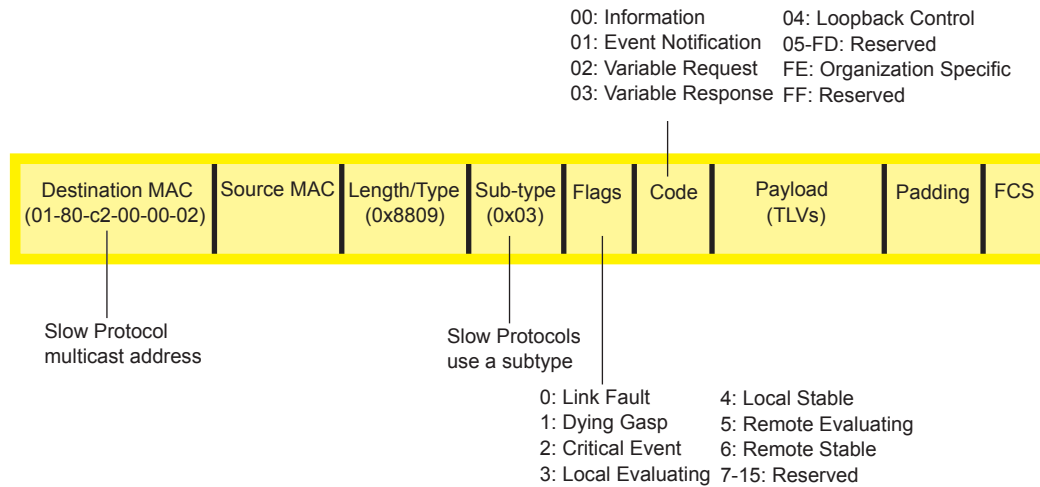 00: Information
01: Event Notification
02: Variable Request
03: Variable Response
04: Loopback Control
05-FD: Reserved
FE: Organization Specific
FF: Reserved
Destination MAC
(01-80-c2-00-00-02)
Source MAC
Length/Type
(0x8809)
Sub-type
(0x03)
Flags
Code
Payload
(TLVs)
Padding
FCS
Slow Protocol
multicast address
Slow Protocols
use a subtype
0: Link Fault
1: Dying Gasp
2: Critical Event
3: Local Evaluating
4: Local Stable
5: Remote Evaluating
6: Remote Stable
7-15: Reserved